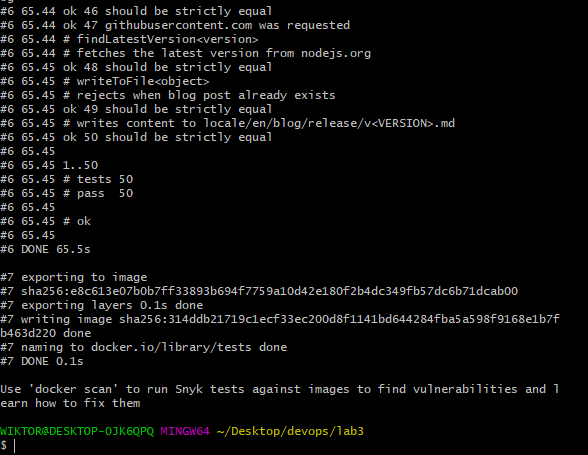 #6 65.44 ok 46 should be strictly equal
#6 65.44 ok 47 githubusercontent.com was requested
#6 65.44 # findLatestVersion<version>
#6 65.44 # fetches the latest version from nodejs.org
#6 65.45 ok 48 should be strictly equal
#6 65.45 # writeToFile<object>
#6 65.45 # rejects when blog post already exists
#6 65.45 ok 49 should be strictly equal
#6 65.45 # writes content to locale/en/blog/release/v<VERSION>.md
#6 65.45 ok 50 should be strictly equal
#6 65.45
#6 65.45 1..50
#6 65.45 # tests 50
#6 65.45 # pass  50
#6 65.45
#6 65.45 # ok
#6 65.45
#6 DONE 65.5s
#7 exporting to image
#7 sha256:e8c613e07b0b7ff33893b694f7759a10d42e180f2b4dc349fb57dc6b71dcab00
#7 exporting layers 0.1s done
#7 writing image sha256:314ddb21719c1ecf33ec200d8f1141bd644284fba5a598f9168e1b7f
b463d220 done
#7 naming to docker.io/library/tests done
#7 DONE 0.1s
Use 'docker scan' to run Snyk tests against images to find vulnerabilities and l
earn how to fix them
WIKTOR@DESKTOP-OJK6QPQ MINGW64 ~/Desktop/devops/lab3
$